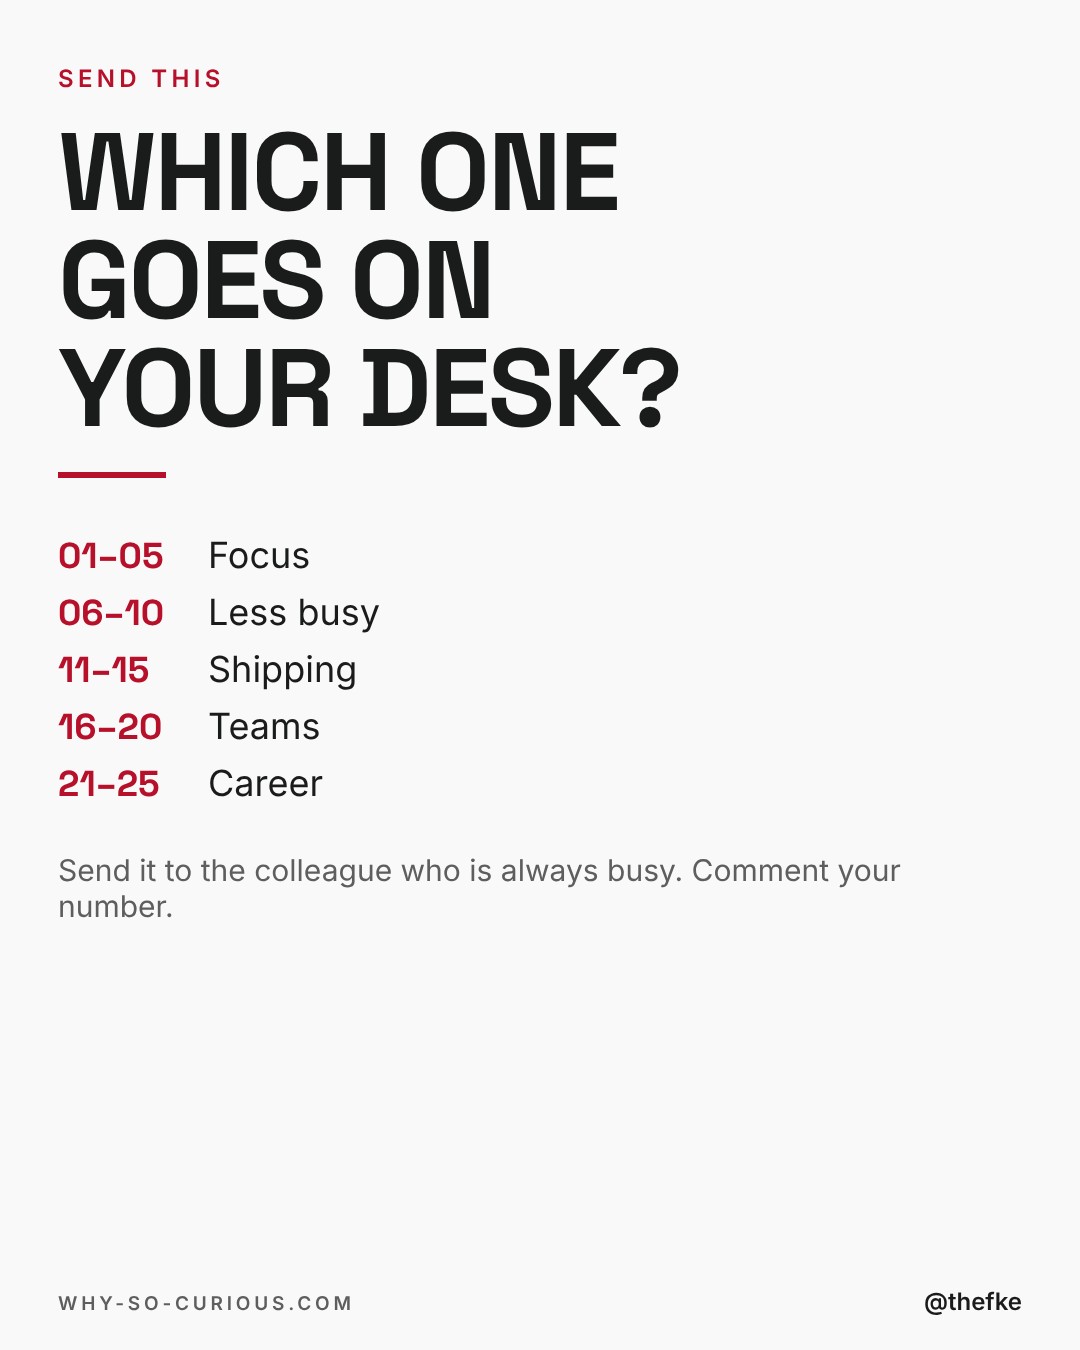 SEND THIS
WHICH ONE
GOES ON
YOUR DESK?
01–05 Focus
06–10 Less busy
11–15 Shipping
16–20 Teams
21–25 Career
Send it to the colleague who is always busy. Comment your
number.
WHY-SO-CURIOUS.COM
@thefke